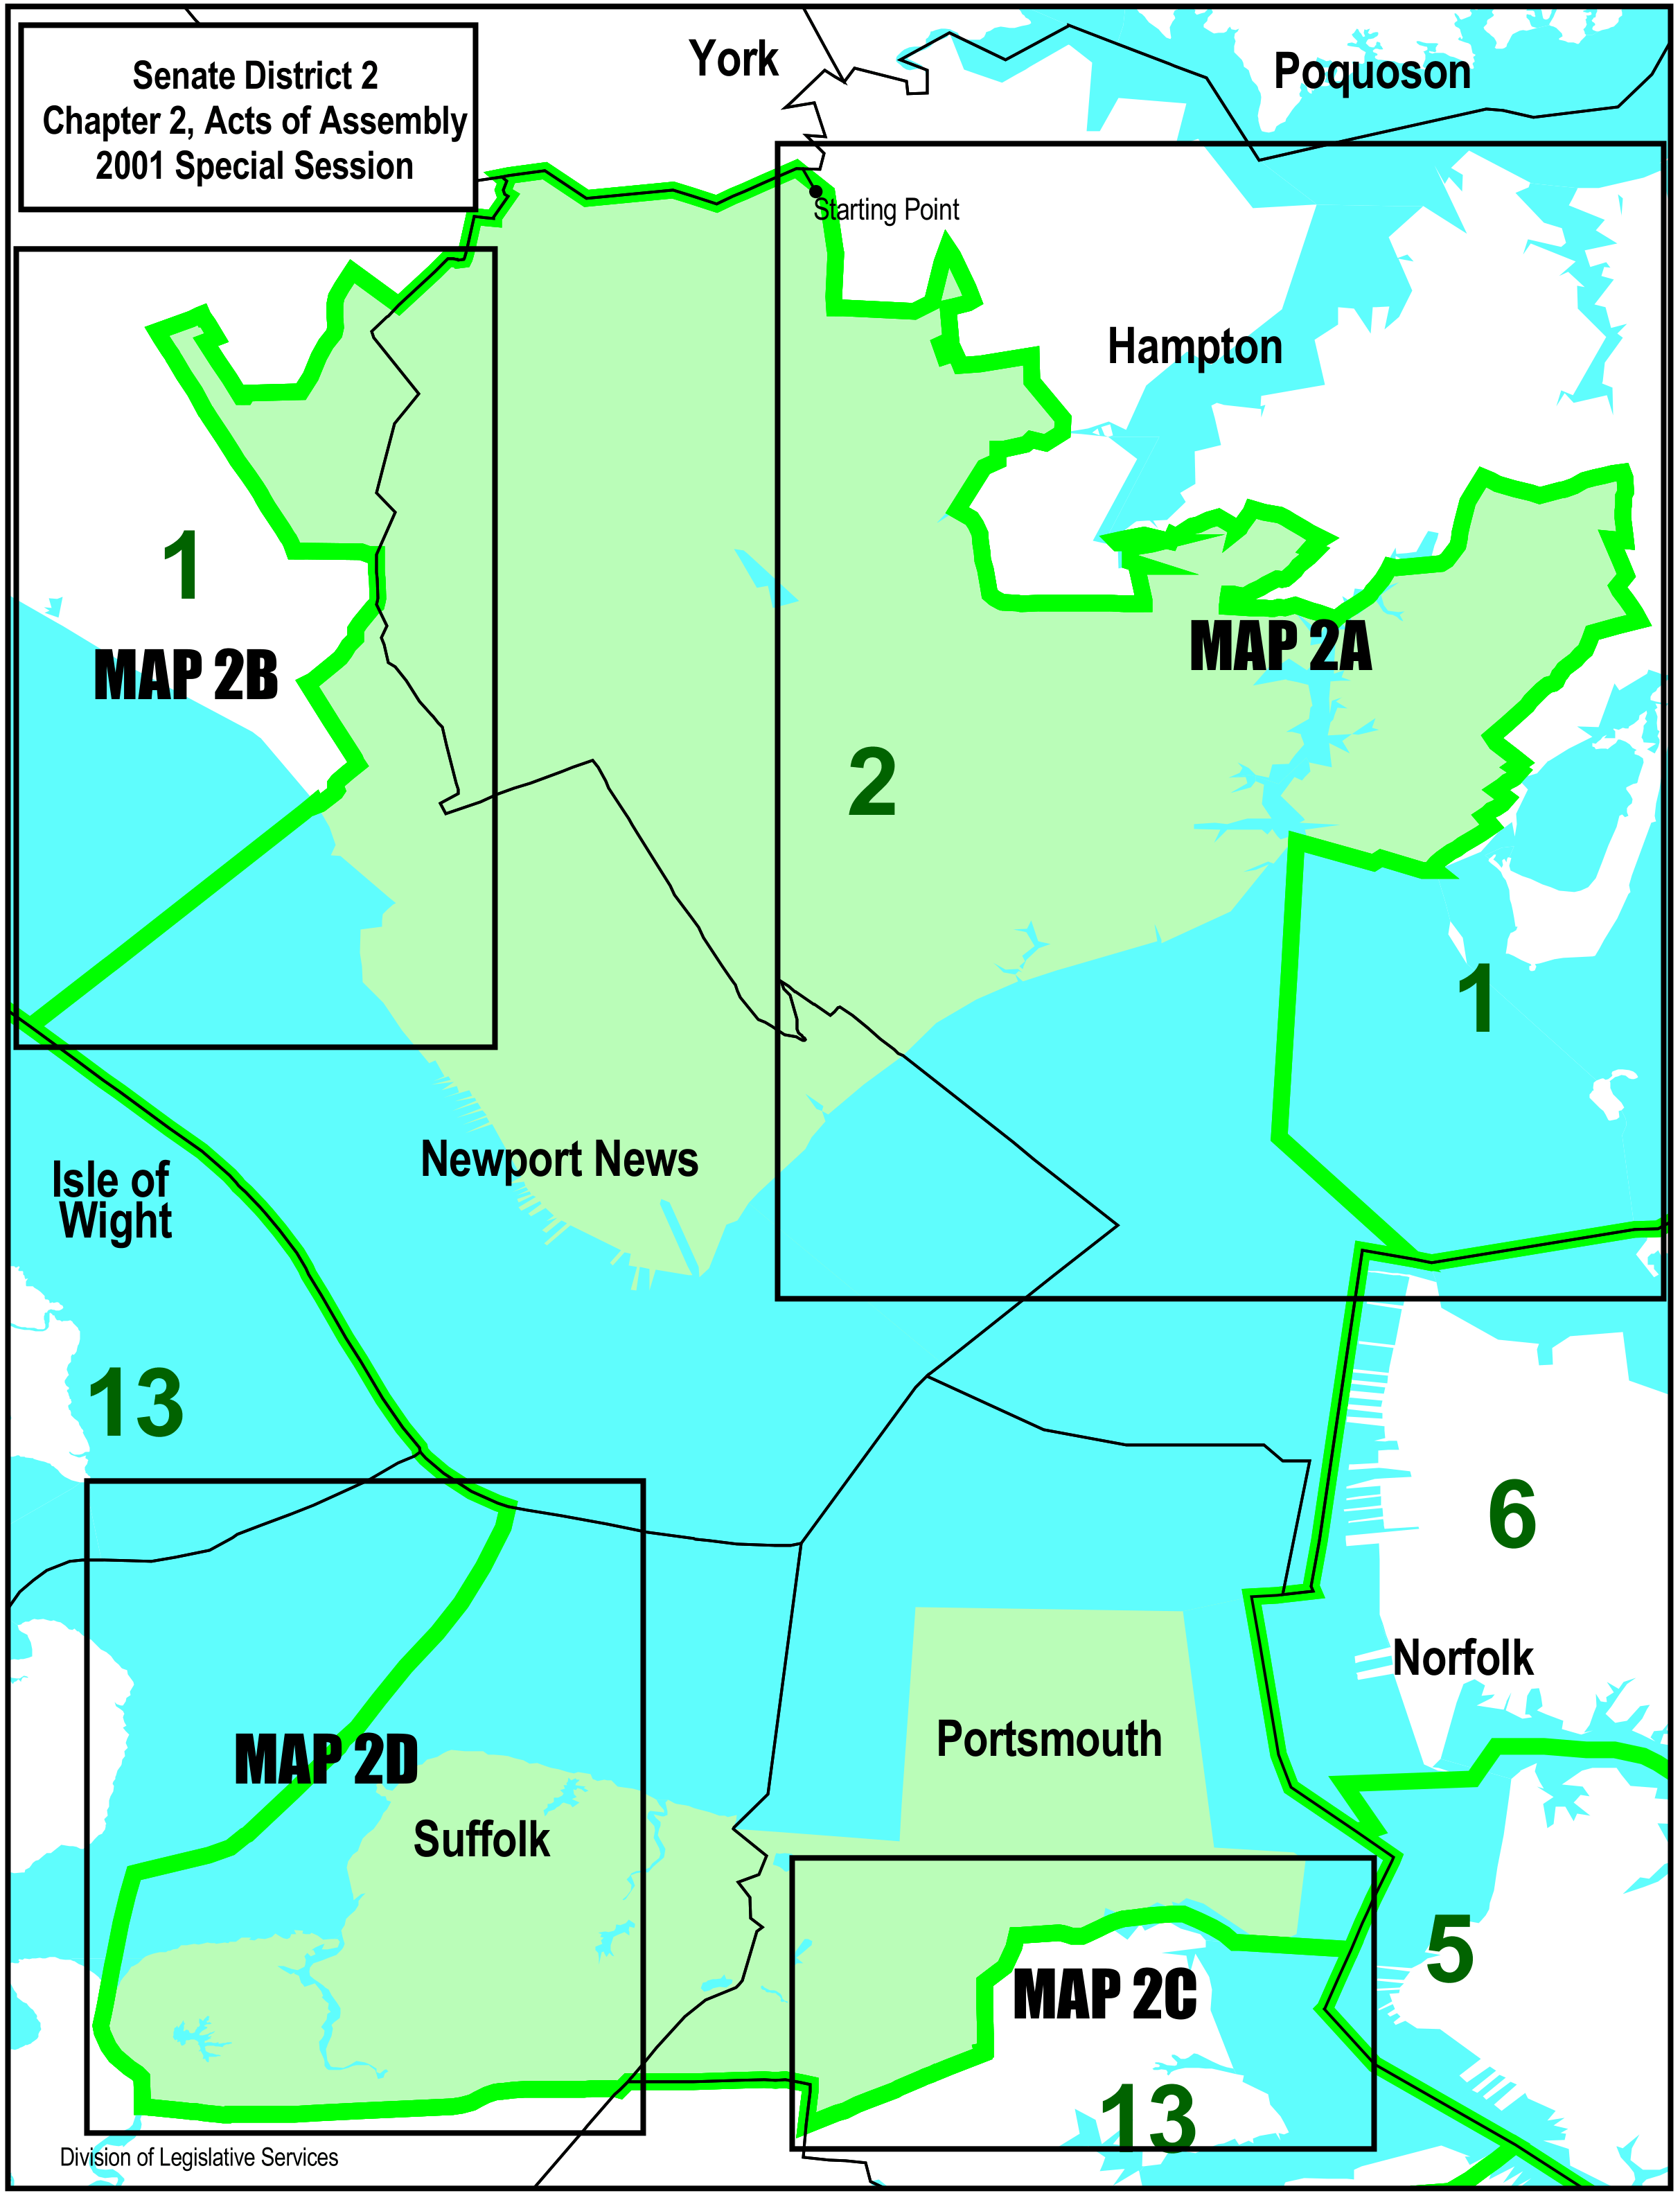 Senate District 2
Chapter 2, Acts of Assembly
2001 Special Session
York
Poquoson
Starting Point
Hampton
1
MAP 2B
MAP 2A
2
1
Newport News
Isle of
Wight
13
6
Norfolk
Portsmouth
MAP 2D
Suffolk
5
MAP 2C
13
Division of Legislative Services